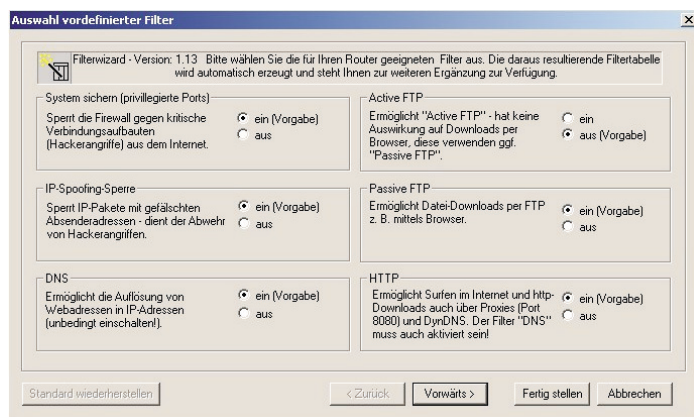 Auswahl vordefinierter Filter
Filterwizard - Version: 1.13 Bitte wählen Sie die für Ihren Router geeigneten Filter aus. Die daraus resultierende Filtertabelle
wird automatisch erzeugt und steht Ihnen zur weiteren Ergänzung zur Verfügung.
System sichern (privillegierte Ports)
Sperrt die Firewall gegen kritische
Verbindungsaufbauten
(Hackerangriffe) aus dem Internet.
ein (Vorgabe)
aus
Active FTP
Ermöglicht "Active FTP" - hat keine
Auswirkung auf Downloads per
Browser, diese verwenden ggf.
"Passive FTP".
ein
aus (Vorgabe)
IP-Spoofing-Sperre
Sperrt IP-Pakete mit gefälschten
Absenderadressen - dient der Abwehr
von Hackerangriffen.
ein (Vorgabe)
aus
Passive FTP
Ermöglicht Datei-Downloads per FTP
z. B. mittels Browser.
ein (Vorgabe)
aus
DNS
Ermöglicht die Auflösung von
Webadressen in IP-Adressen
(unbedingt einschalten!).
ein (Vorgabe)
aus
HTTP
Ermöglicht Surfen im Internet und http-
Downloads auch über Proxies (Port
8080) und DynDNS. Der Filter "DNS"
muss auch aktiviert sein!
ein (Vorgabe)
aus
Standard wiederherstellen
< Zurück
Vorwärts >
Fertig stellen
Abbrechen